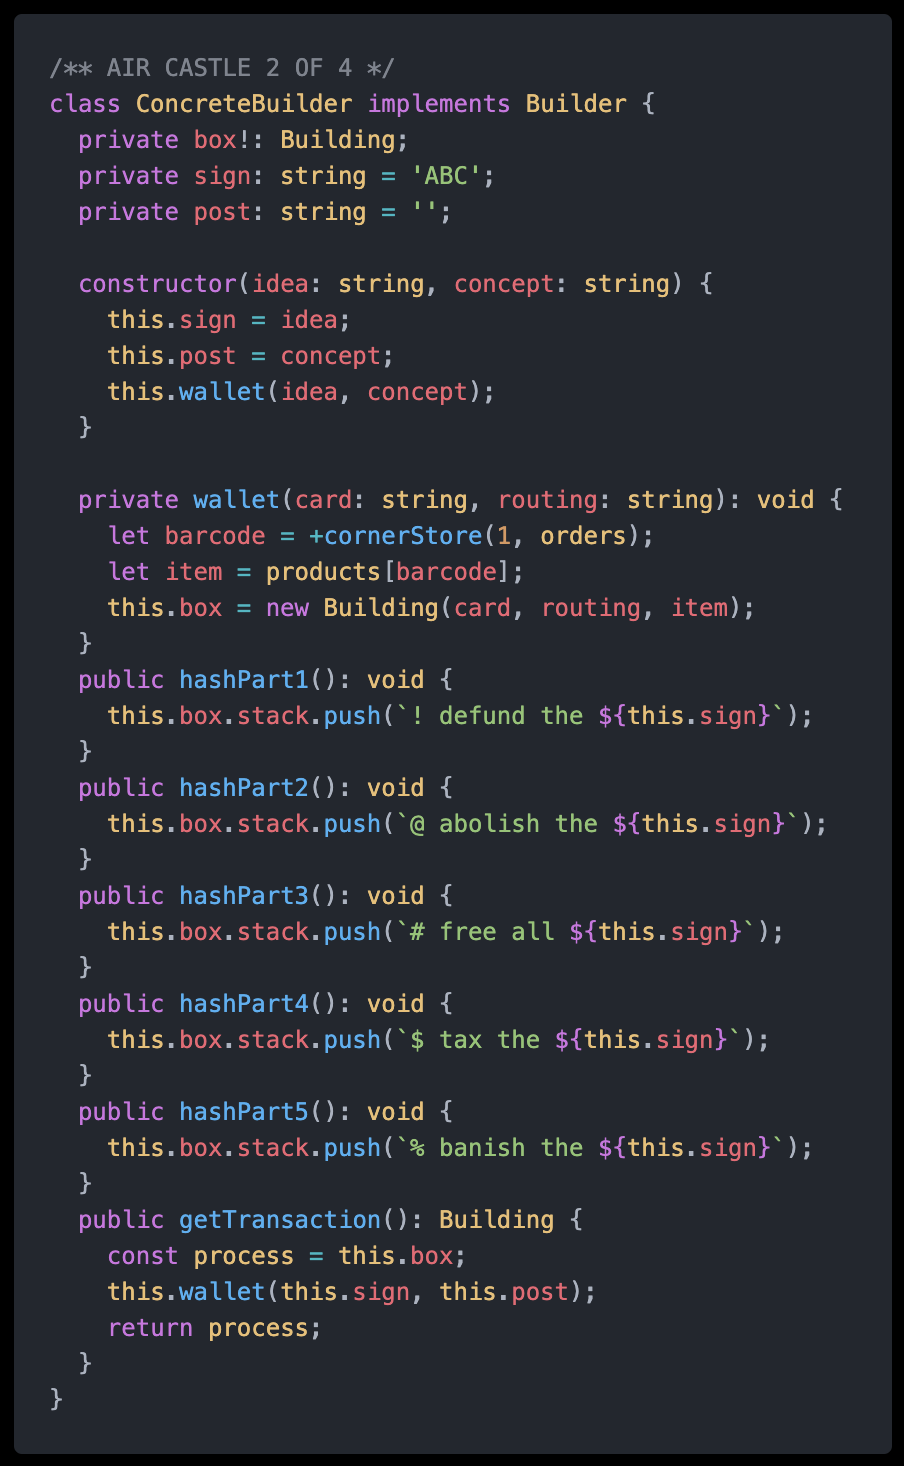 /** AIR CASTLE 2 OF 4 */
class ConcreteBuilder implements Builder {
  private box!: Building;
  private sign: string = 'ABC';
  private post: string = '';

  constructor(idea: string, concept: string) {
    this.sign = idea;
    this.post = concept;
    this.wallet(idea, concept);
  }

  private wallet(card: string, routing: string): void {
    let barcode = +cornerStore(1, orders);
    let item = products[barcode];
    this.box = new Building(card, routing, item);
  }
  public hashPart1(): void {
    this.box.stack.push(`! defund the ${this.sign}`);
  }
  public hashPart2(): void {
    this.box.stack.push(`@ abolish the ${this.sign}`);
  }
  public hashPart3(): void {
    this.box.stack.push(`# free all ${this.sign}`);
  }
  public hashPart4(): void {
    this.box.stack.push(`$ tax the ${this.sign}`);
  }
  public hashPart5(): void {
    this.box.stack.push(`% banish the ${this.sign}`);
  }
  public getTransaction(): Building {
    const process = this.box;
    this.wallet(this.sign, this.post);
    return process;
  }
}